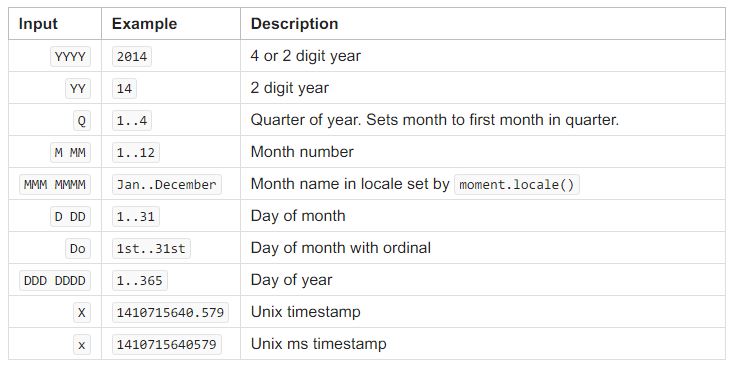 Input Example Description
YYYY 2014 4 or 2 digit year
YY 14 2 digit year
Q 1..4 Quarter of year. Sets month to first month in quarter.
M MM 1..12 Month number
MMM MMMM Jan..December Month name in locale set by moment.locale()
D DD 1..31 Day of month
Do 1st..31st Day of month with ordinal
DDD DDDD 1..365 Day of year
X 1410715640.579 Unix timestamp
x 1410715640579 Unix ms timestamp